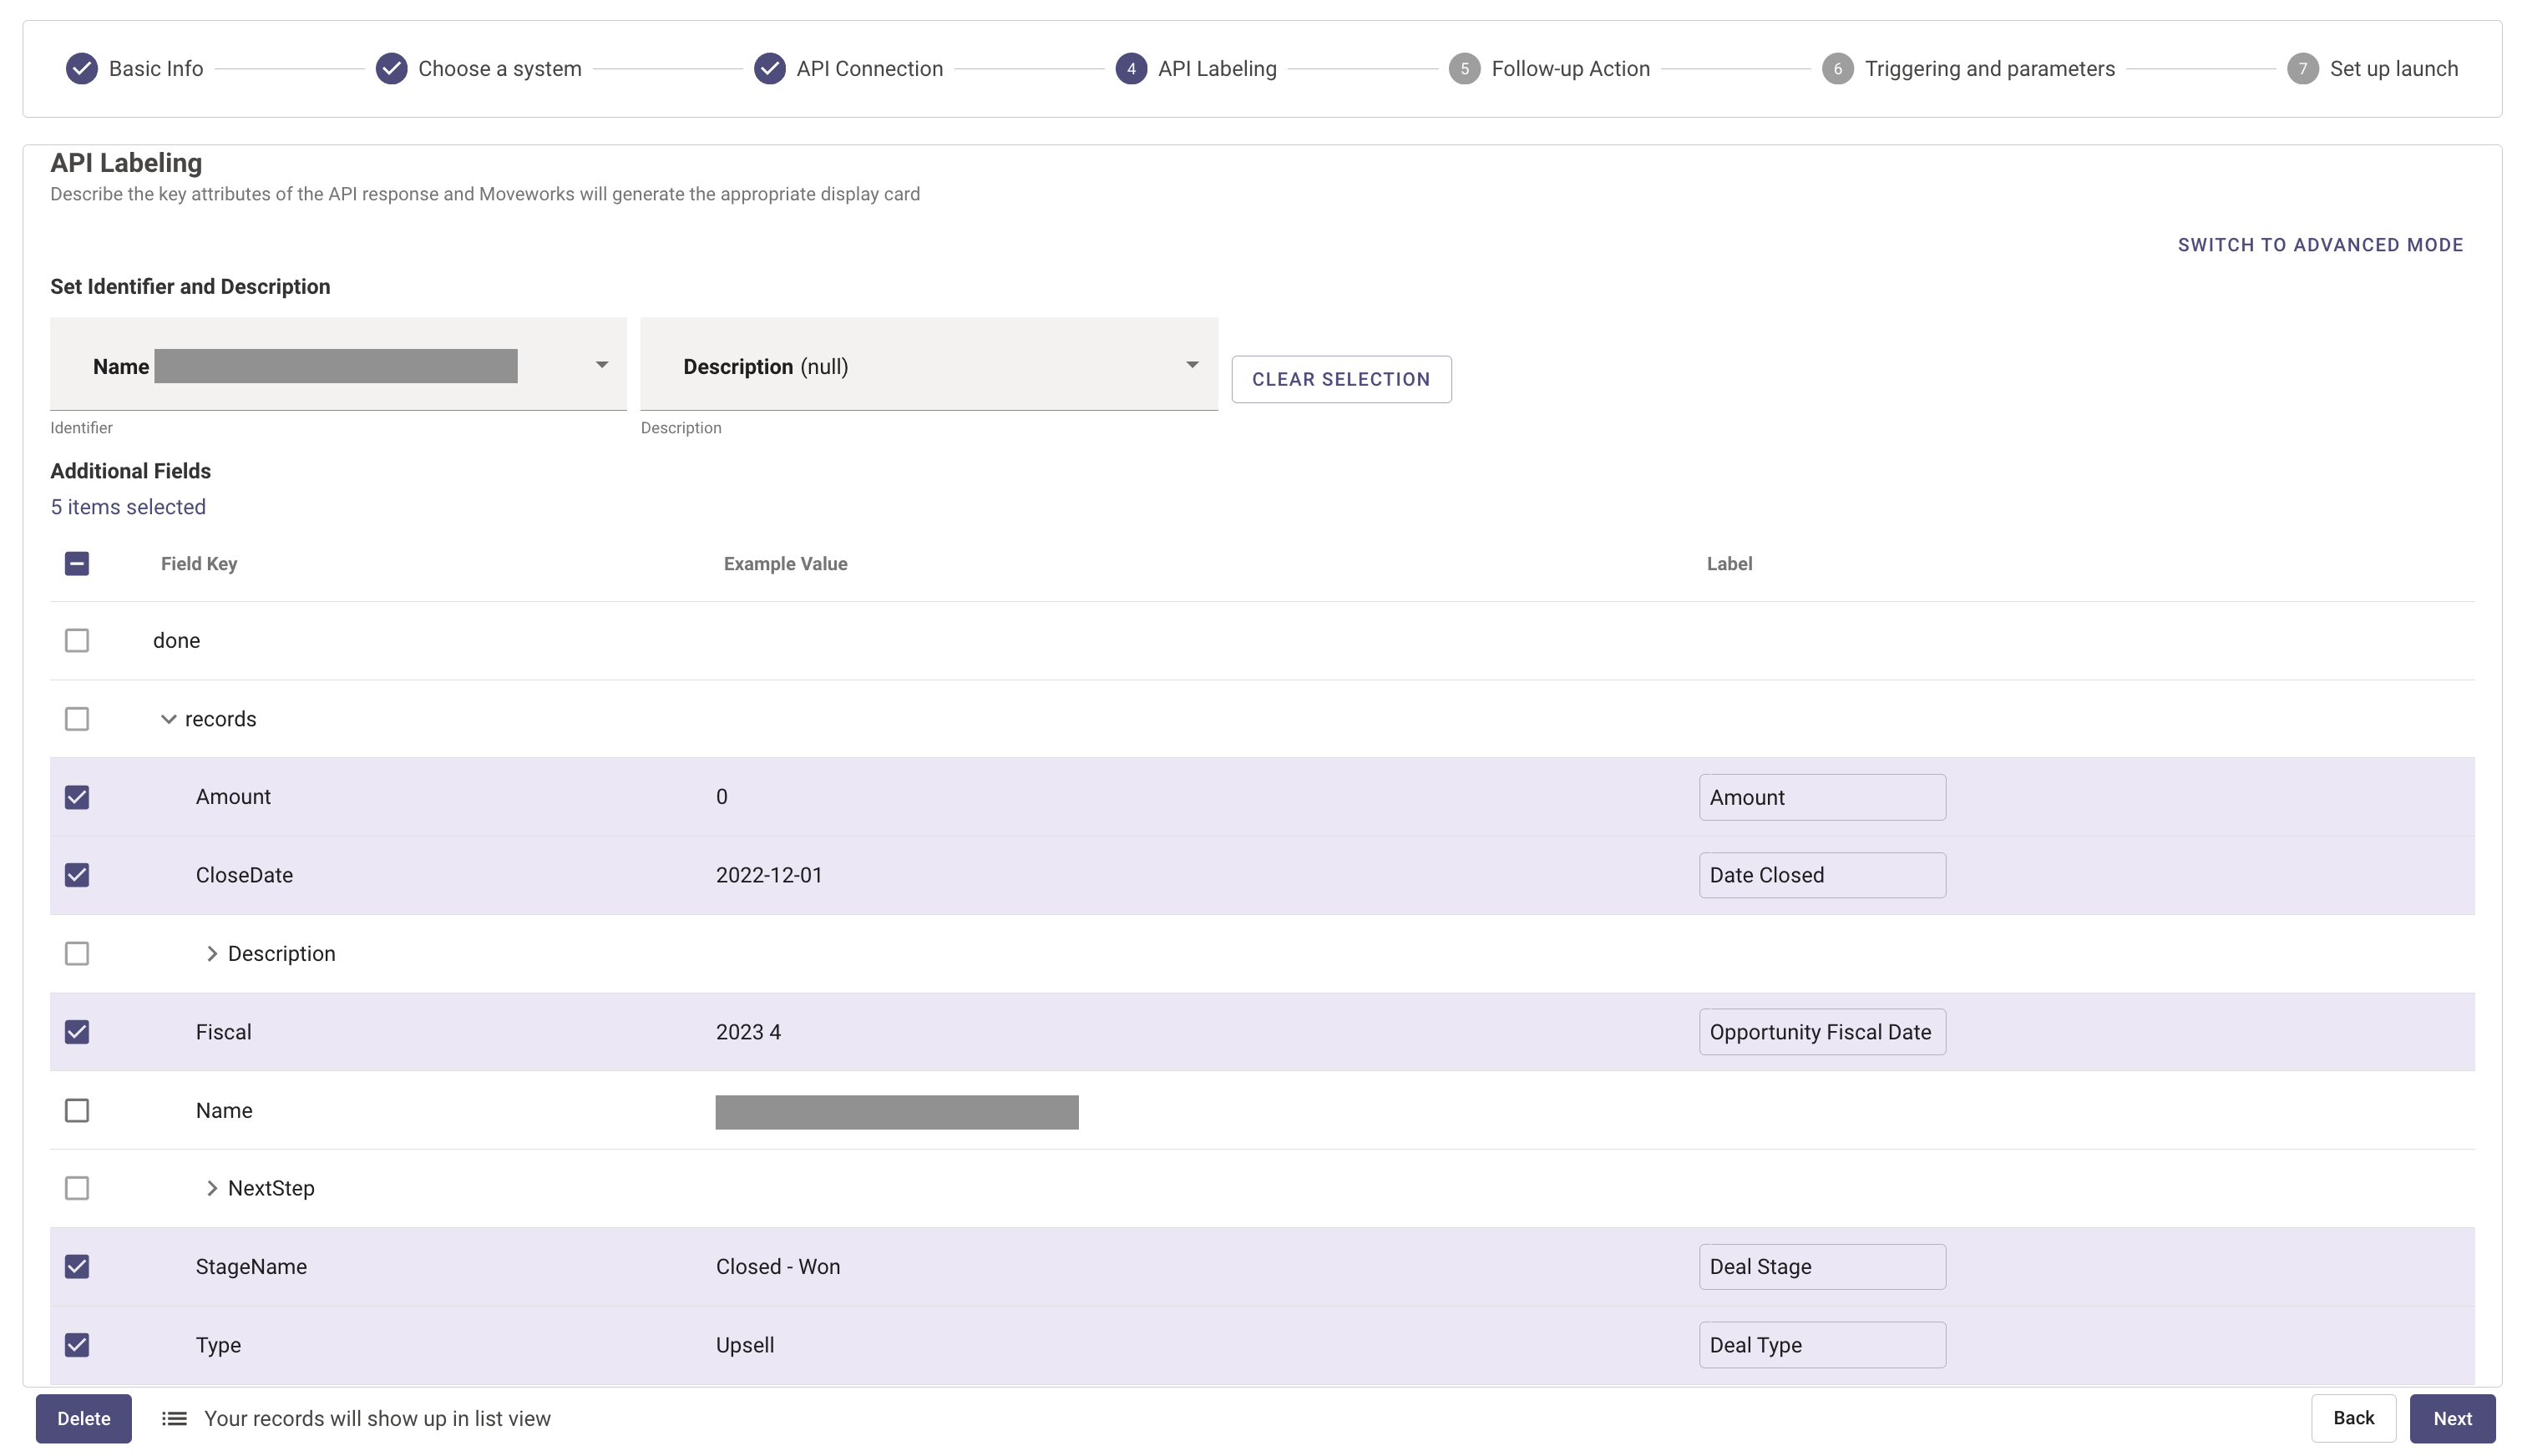 Basic Info
Choose a system
API Connection
4 API Labeling
5 Follow-up Action
6 Triggering and parameters
7 Set up launch
API Labeling
Describe the key attributes of the API response and Moveworks will generate the appropriate display card
SWITCH TO ADVANCED MODE
Set Identifier and Description
Name
Description (null)
CLEAR SELECTION
Identifier
Description
Additional Fields
5 items selected
Field Key Example Value Label
done
records
Amount 0 Amount
CloseDate 2022-12-01 Date Closed
Description
Fiscal 2023 4 Opportunity Fiscal Date
Name
NextStep
StageName Closed - Won Deal Stage
Type Upsell Deal Type
Delete
Your records will show up in list view
Back
Next